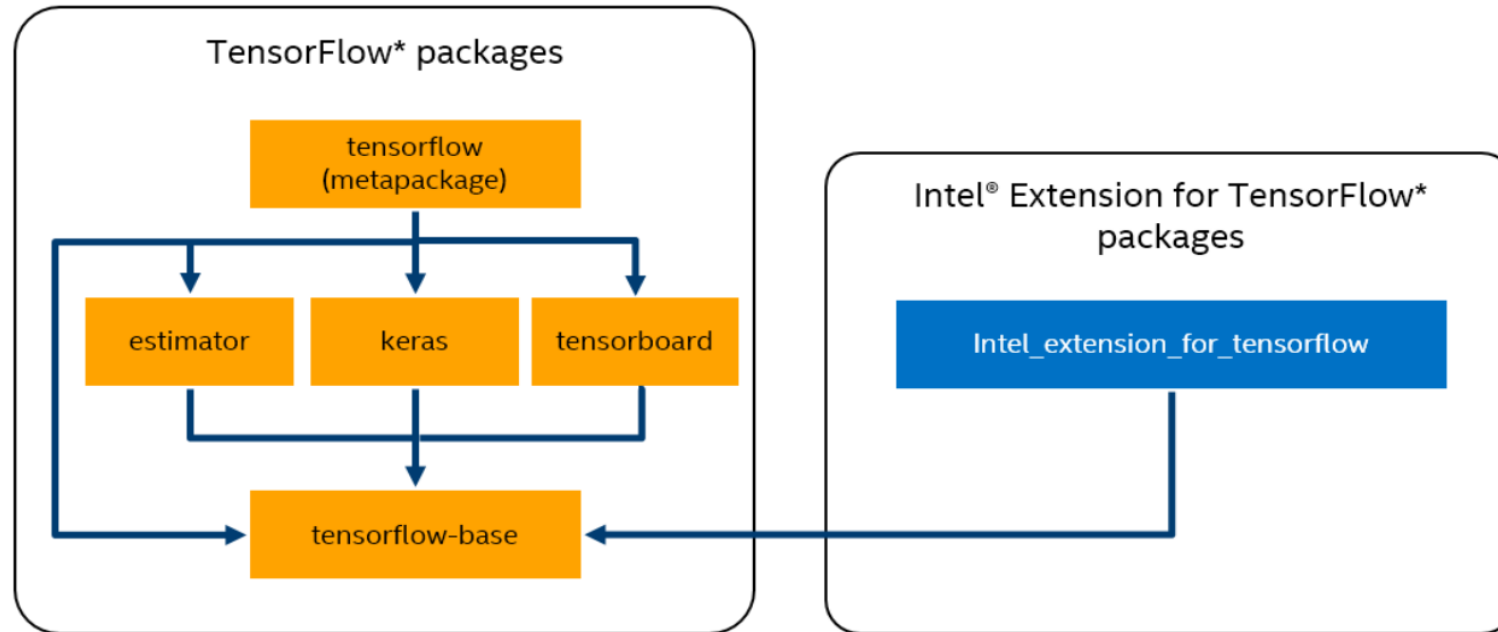 TensorFlow* packages
tensorflow
(metapackage)
estimator
keras
tensorboard
tensorflow-base
Intel® Extension for TensorFlow*
packages
Intel_extension_for_tensorflow